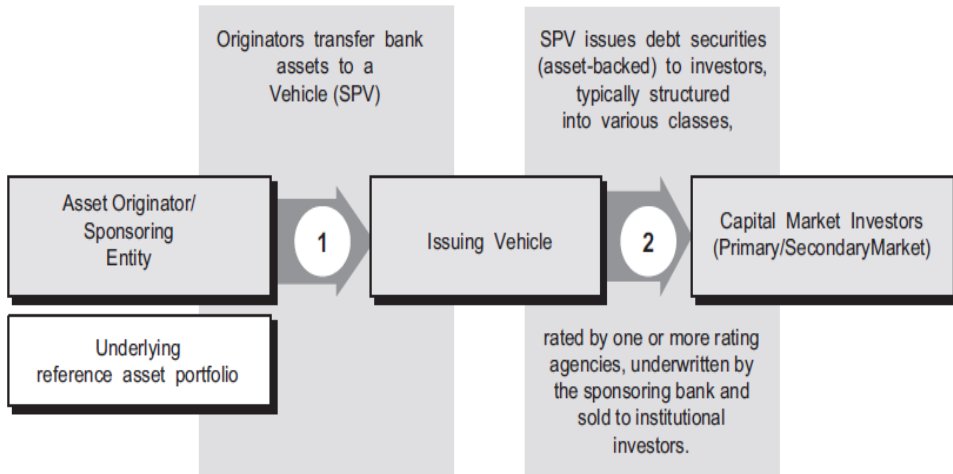 Originators transfer bank
assets to a
Vehicle (SPV)
SPV issues debt securities
(asset-backed) to investors,
typically structured
into various classes,
Asset Originator/
Sponsoring
Entity
1
Issuing Vehicle
2
Capital Market Investors
(Primary/SecondaryMarket)
Underlying
reference asset portfolio
rated by one or more rating
agencies, underwritten by
the sponsoring bank and
sold to institutional
investors.